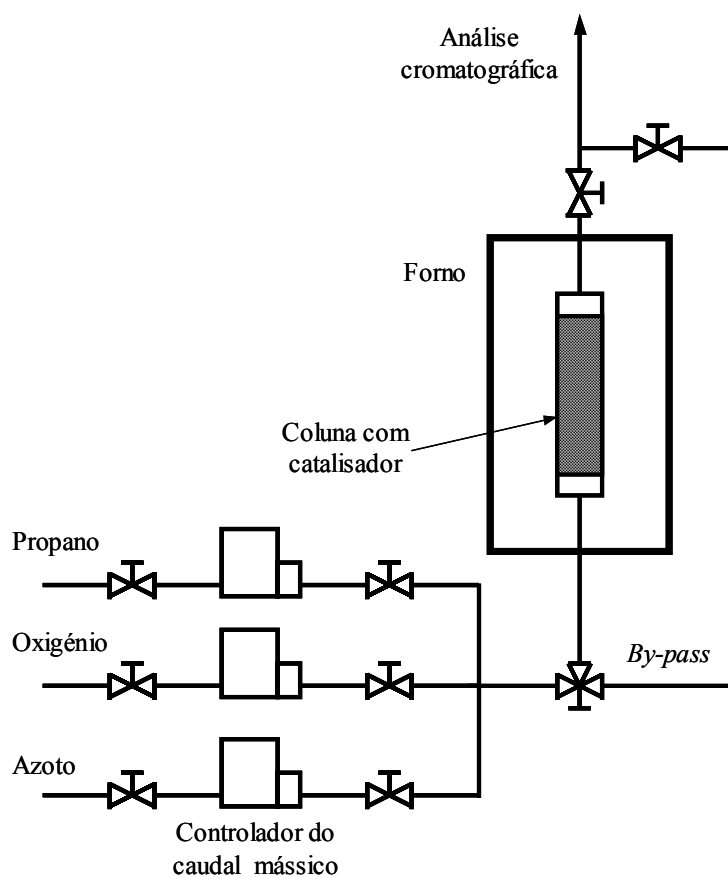 Análise
cromatográfica
Forno
Coluna com
catalisador
Propano
Oxigénio
By-pass
Azoto
Controlador do
caudal mássico